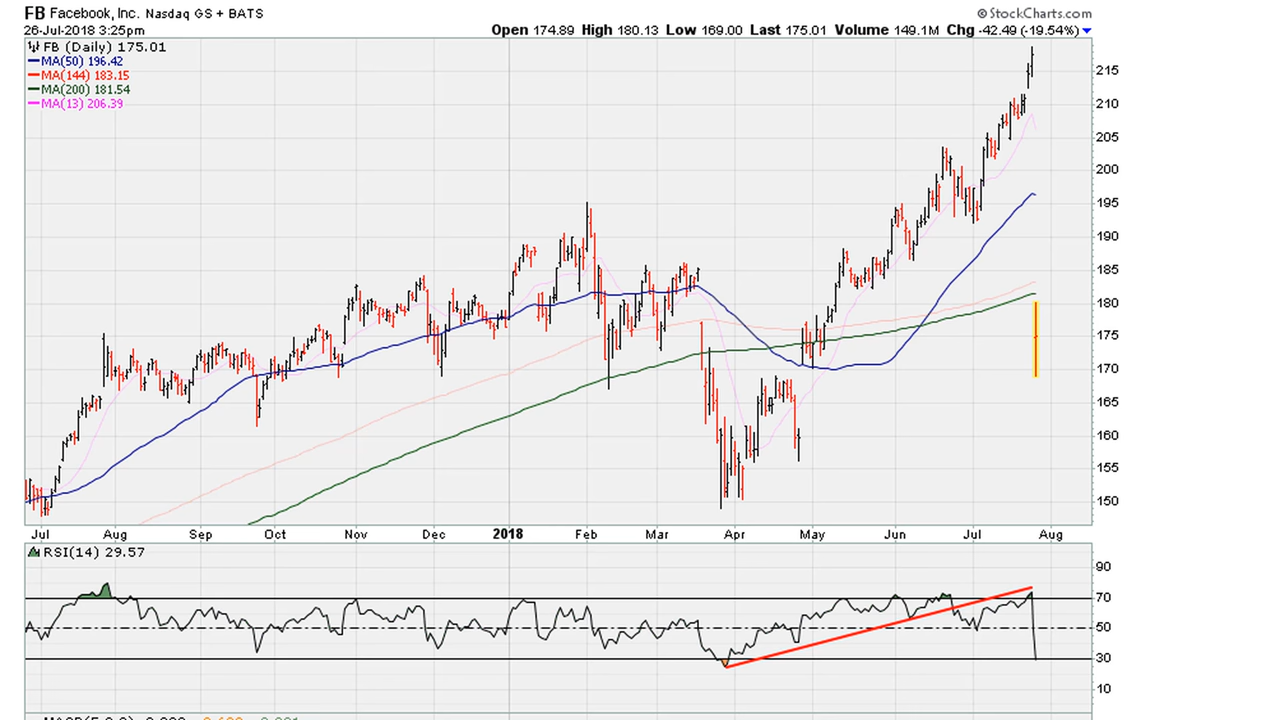 FB Facebook, Inc. Nasdaq GS + BATS
© StockCharts.com
26-Jul-2018 3:25pm
Open 174.89 High 180.13 Low 169.00 Last 175.01 Volume 149.1M Chg -42.49 (-19.54%)
FB (Daily) 175.01
MA(50) 196.42
MA(144) 183.15
MA(200) 181.54
MA(13) 206.39
215
210
205
200
195
190
185
180
175
170
165
160
155
150
Jul Aug Sep Oct Nov Dec 2018 Feb Mar Apr May Jun Jul Aug
RSI(14) 29.57
90
70
50
30
10